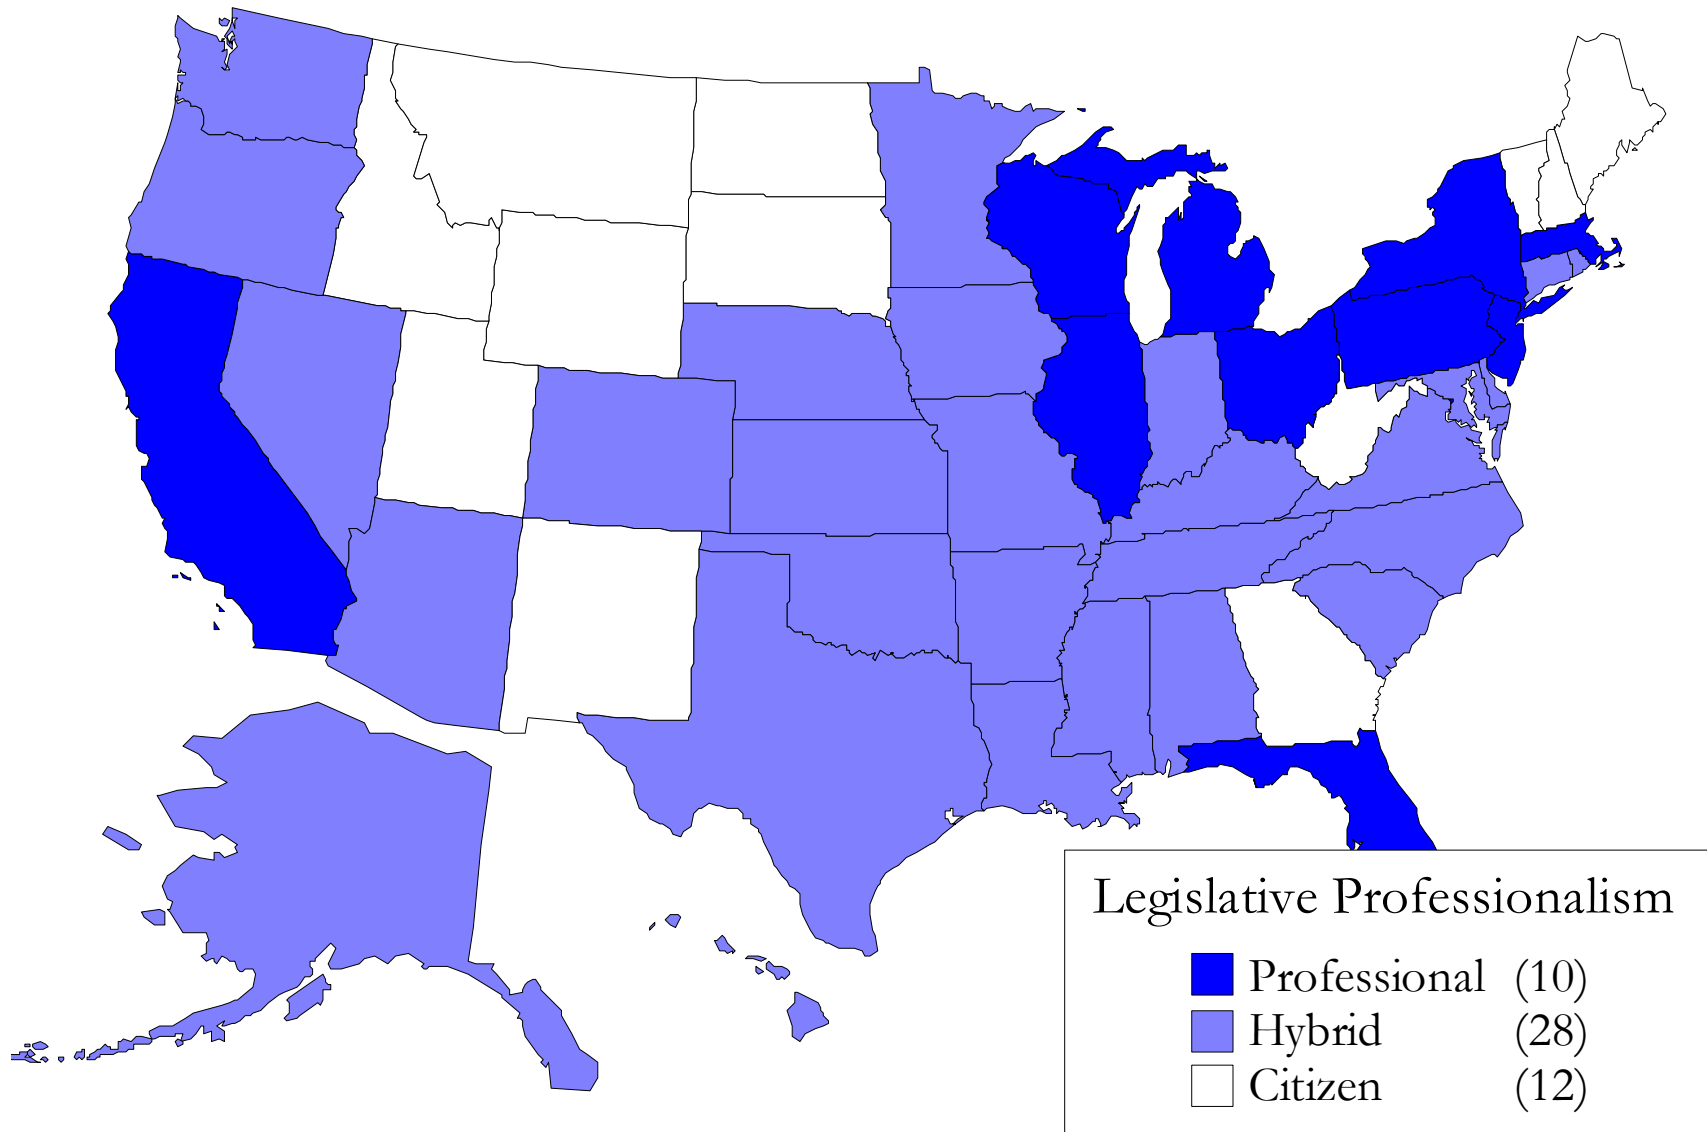 Legislative Professionalism
Professional (10)
Hybrid (28)
Citizen (12)